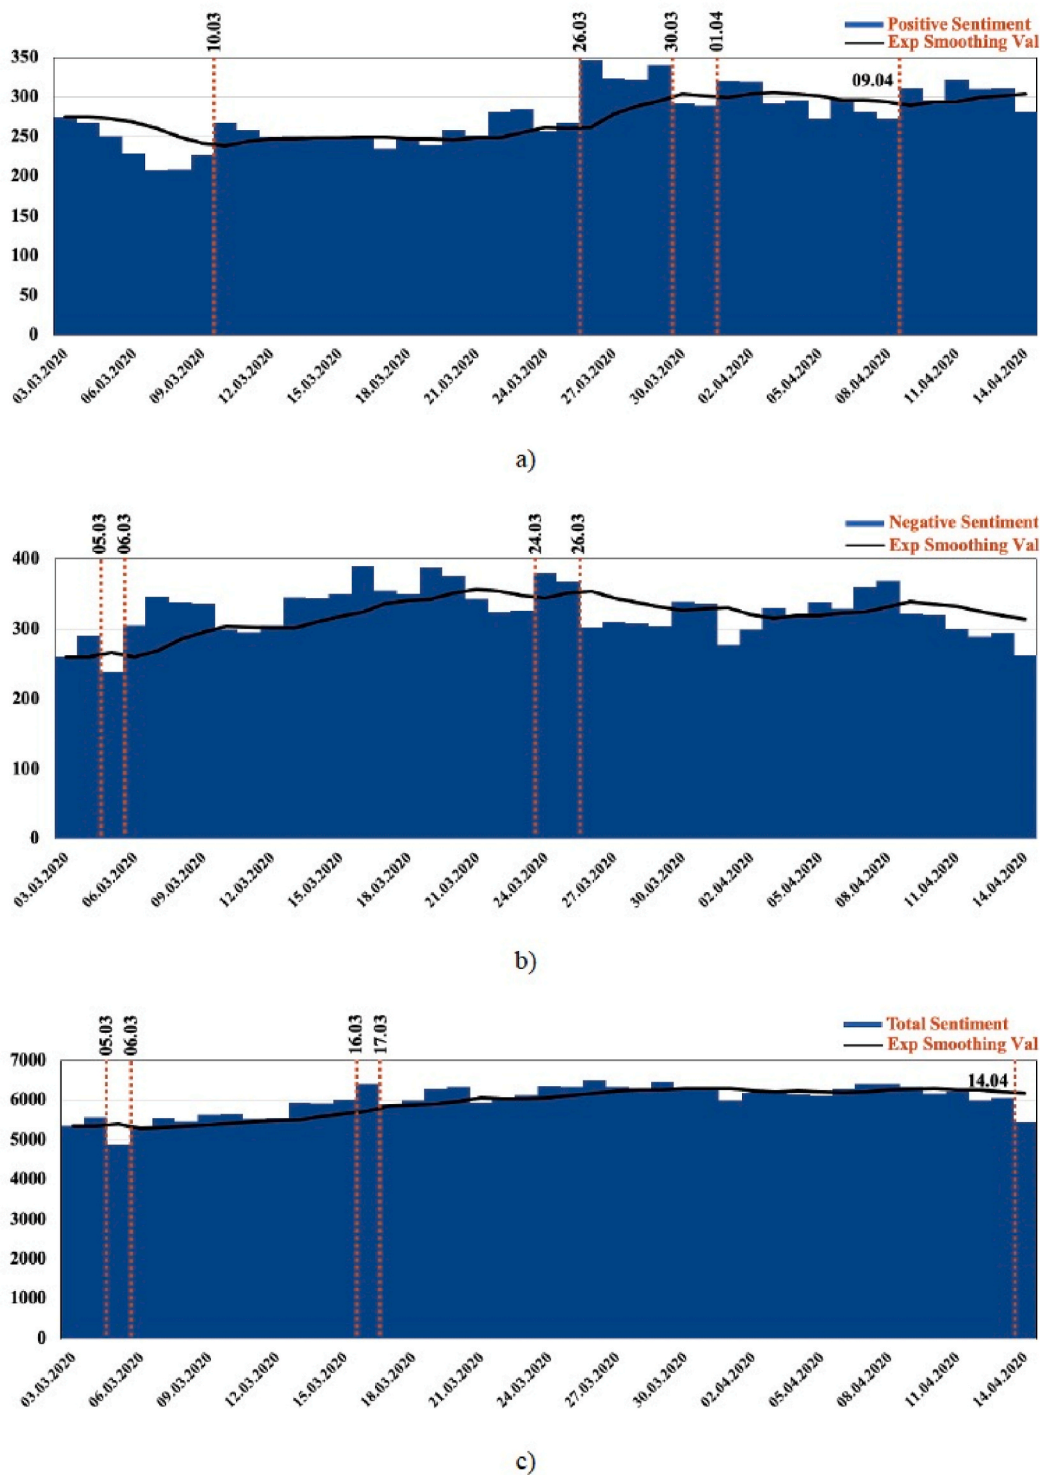 10.03 26.03 30.03 01.04
Positive Sentiment
Exp Smoothing Val
350
09.04
300
250
200
150
100
50
0
03.03.2020 06.03.2020 09.03.2020 12.03.2020 15.03.2020 18.03.2020 21.03.2020 24.03.2020 27.03.2020 30.03.2020 02.04.2020 05.04.2020 08.04.2020 11.04.2020 14.04.2020
a)
05.03 06.03 24.03 26.03
Negative Sentiment
Exp Smoothing Val
400
300
200
100
0
03.03.2020 06.03.2020 09.03.2020 12.03.2020 15.03.2020 18.03.2020 21.03.2020 24.03.2020 27.03.2020 30.03.2020 02.04.2020 05.04.2020 08.04.2020 11.04.2020 14.04.2020
b)
05.03 06.03 16.03 17.03
Total Sentiment
Exp Smoothing Val
7000
14.04
6000
5000
4000
3000
2000
1000
0
03.03.2020 06.03.2020 09.03.2020 12.03.2020 15.03.2020 18.03.2020 21.03.2020 24.03.2020 27.03.2020 30.03.2020 02.04.2020 05.04.2020 08.04.2020 11.04.2020 14.04.2020
c)